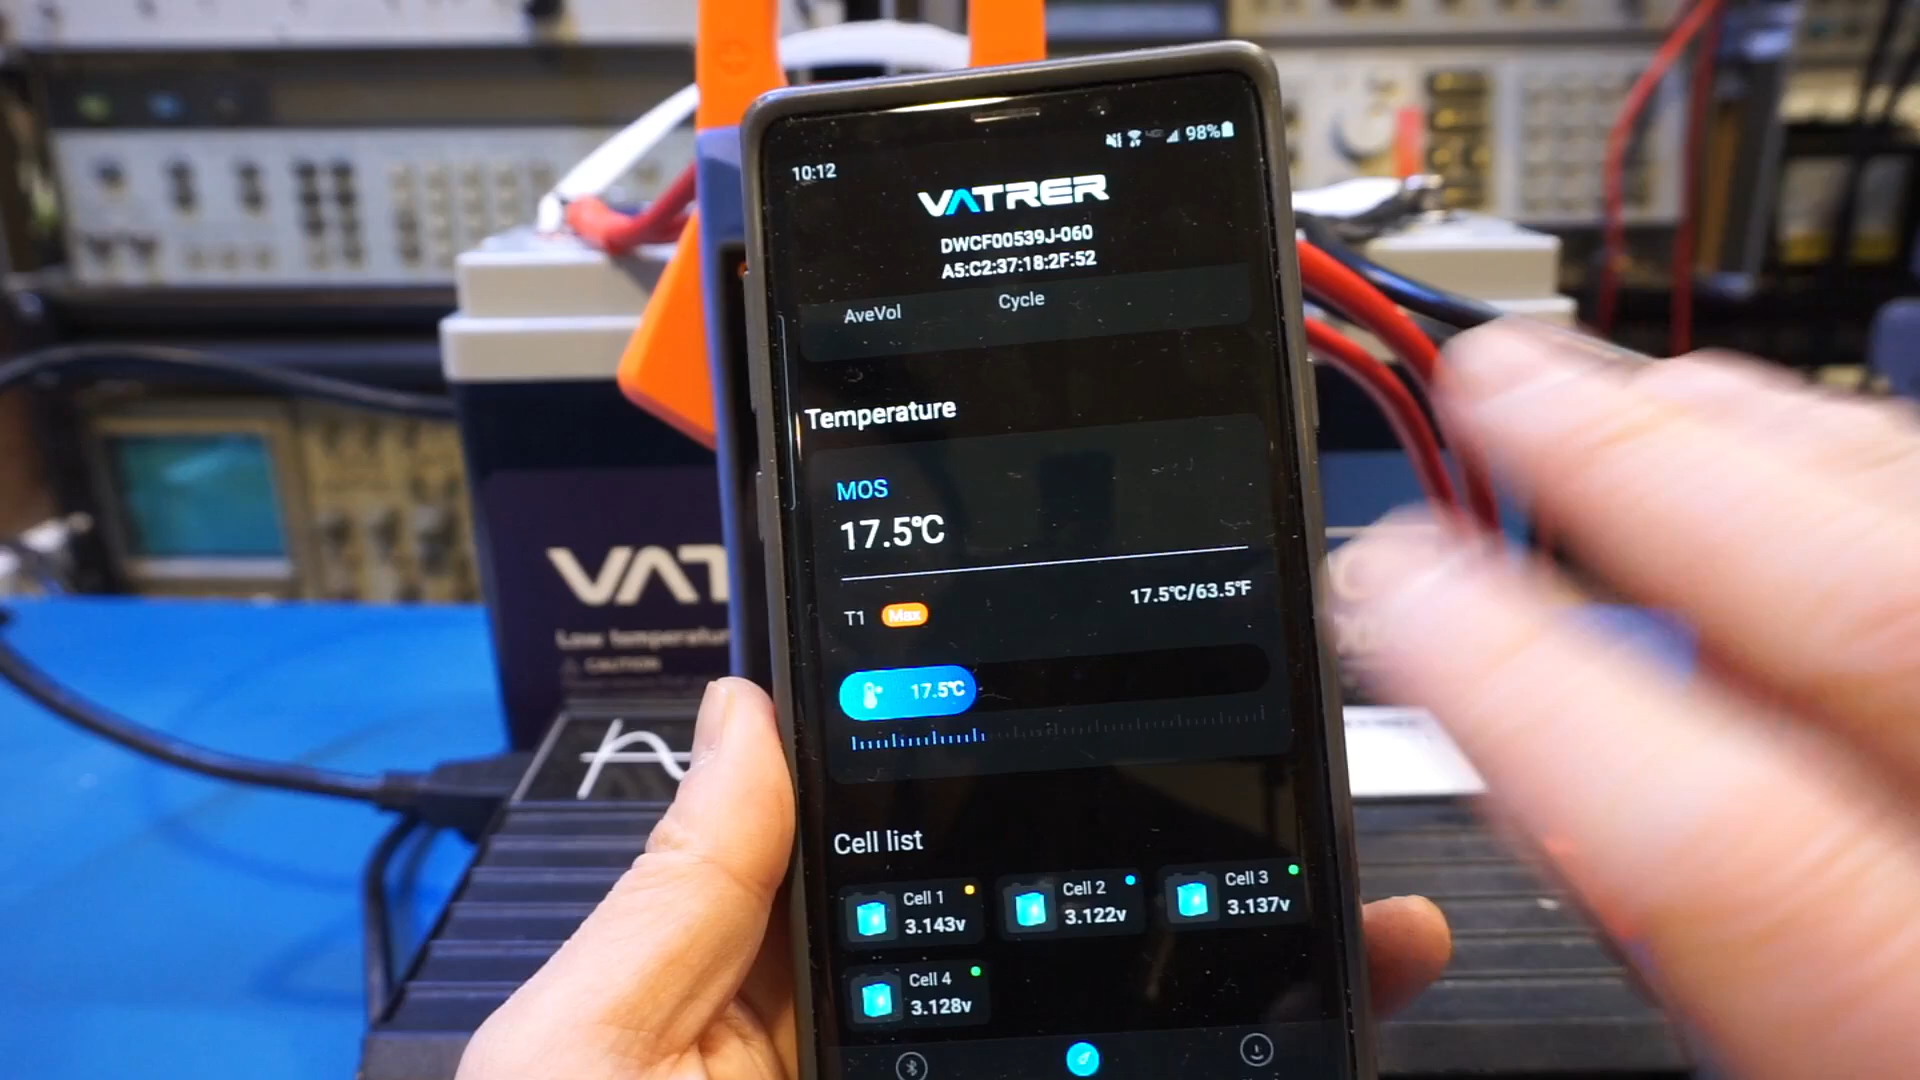 10:12
98%
VATRER
DWCF00539J-060
A5:C2:37:18:2F:52
AveVol
Cycle
Temperature
MOS
17.5℃
T1
Max
17.5℃/63.5℉
17.5℃
Cell list
Cell 1
3.143v
Cell 2
3.122v
Cell 3
3.137v
Cell 4
3.128v
VAT
Low temperatur
CAUTION